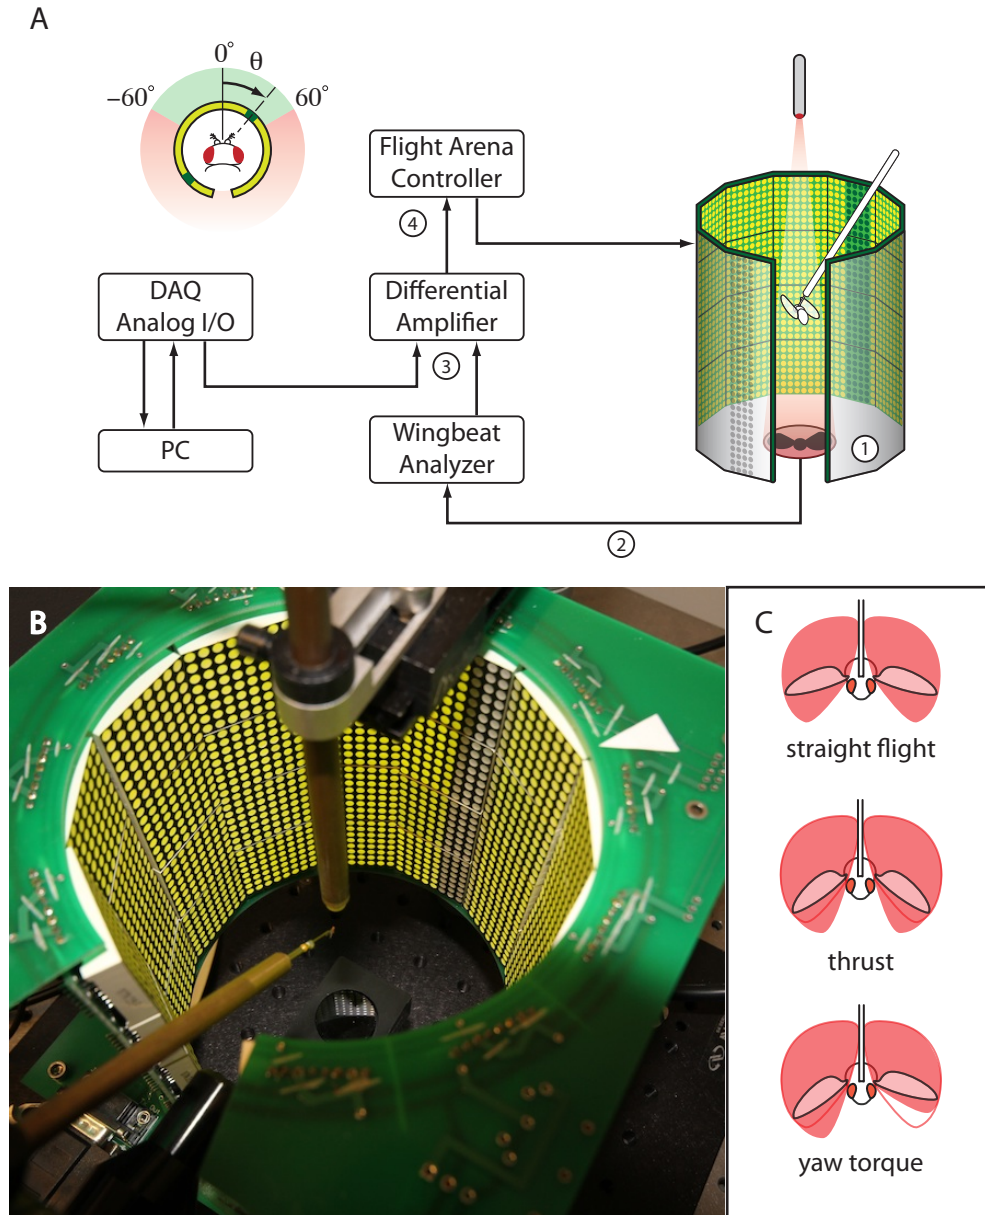 A
0°
θ
−60°
60°
Flight Arena
Controller
④
DAQ
Analog I/O
Differential
Amplifier
③
PC
Wingbeat
Analyzer
①
②
B
C
straight flight
thrust
yaw torque